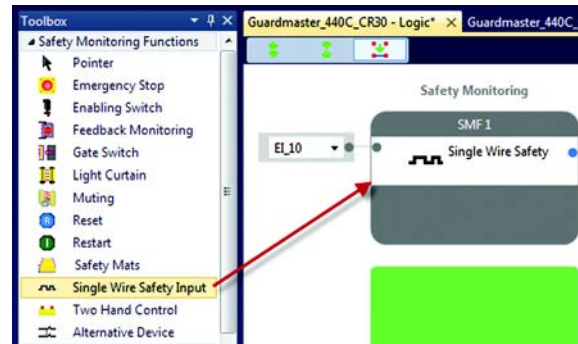 Toolbox
Safety Monitoring Functions
Pointer
Emergency Stop
Enabling Switch
Feedback Monitoring
Gate Switch
Light Curtain
Muting
Reset
Restart
Safety Mats
Single Wire Safety Input
Two Hand Control
Alternative Device
Guardmaster_440C_CR30 - Logic*
Guardmaster_440C_
Safety Monitoring
SMF 1
EI_10
Single Wire Safety